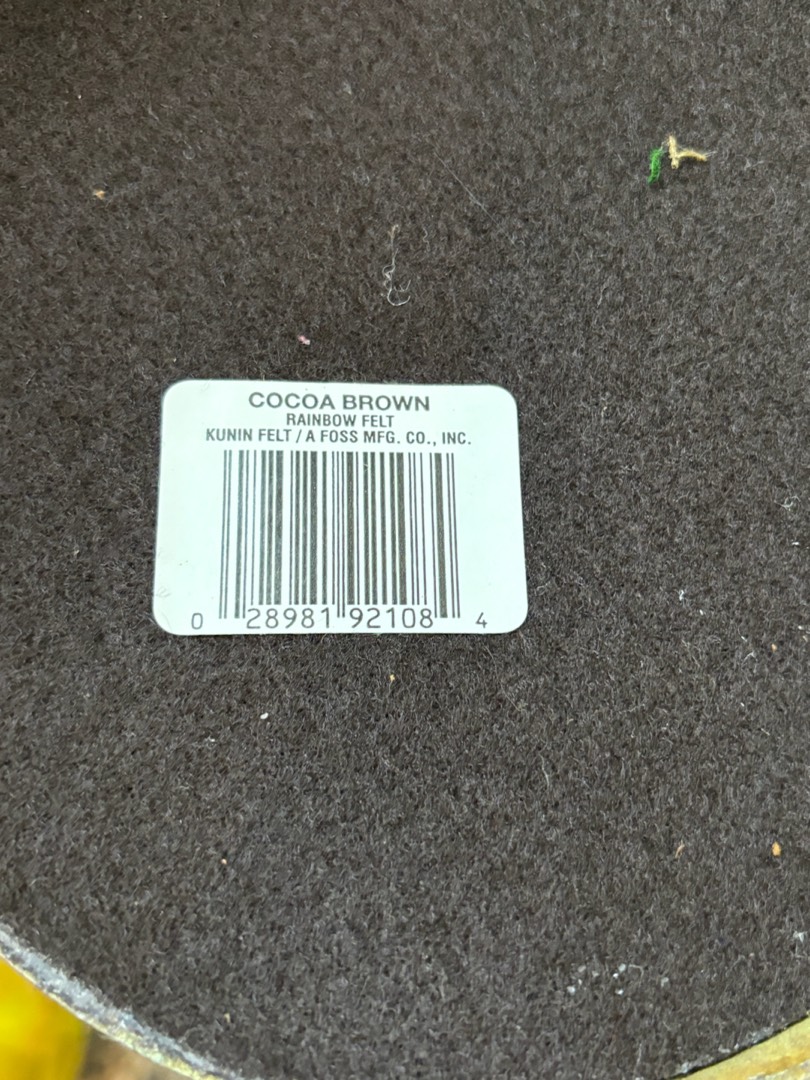 COCOA BROWN
RAINBOW FELT
KUNIN FELT / A FOSS MFG. CO., INC.
0 28981 92108 4